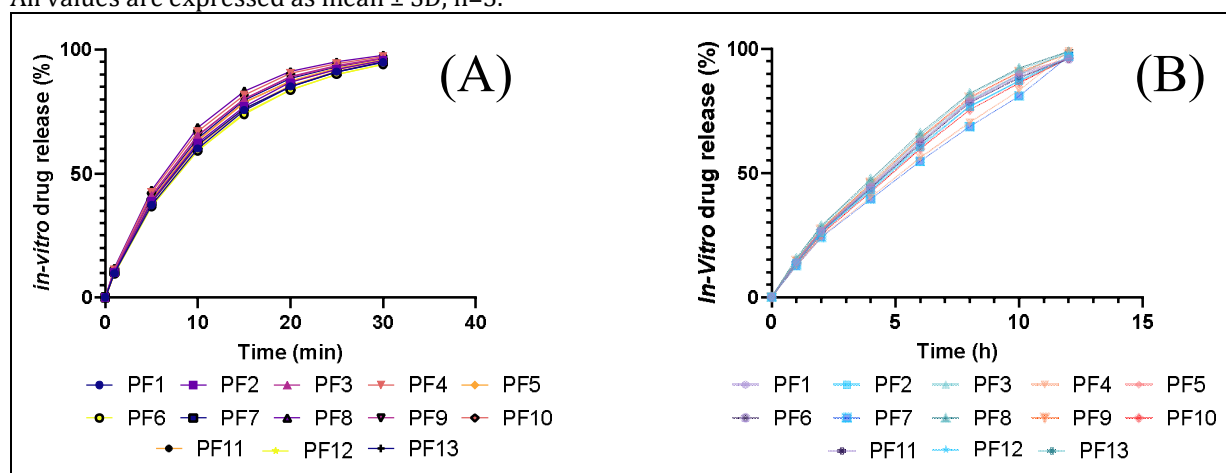 All values are expressed as mean ± SD, n=3.
(A)
in-vitro drug release (%)
100
50
0
0 10 20 30 40
Time (min)
PF1 PF2 PF3 PF4 PF5
PF6 PF7 PF8 PF9 PF10
PF11 PF12 PF13
(B)
In-Vitro drug release (%)
100
50
0
0 5 10 15
Time (h)
PF1 PF2 PF3 PF4 PF5
PF6 PF7 PF8 PF9 PF10
PF11 PF12 PF13